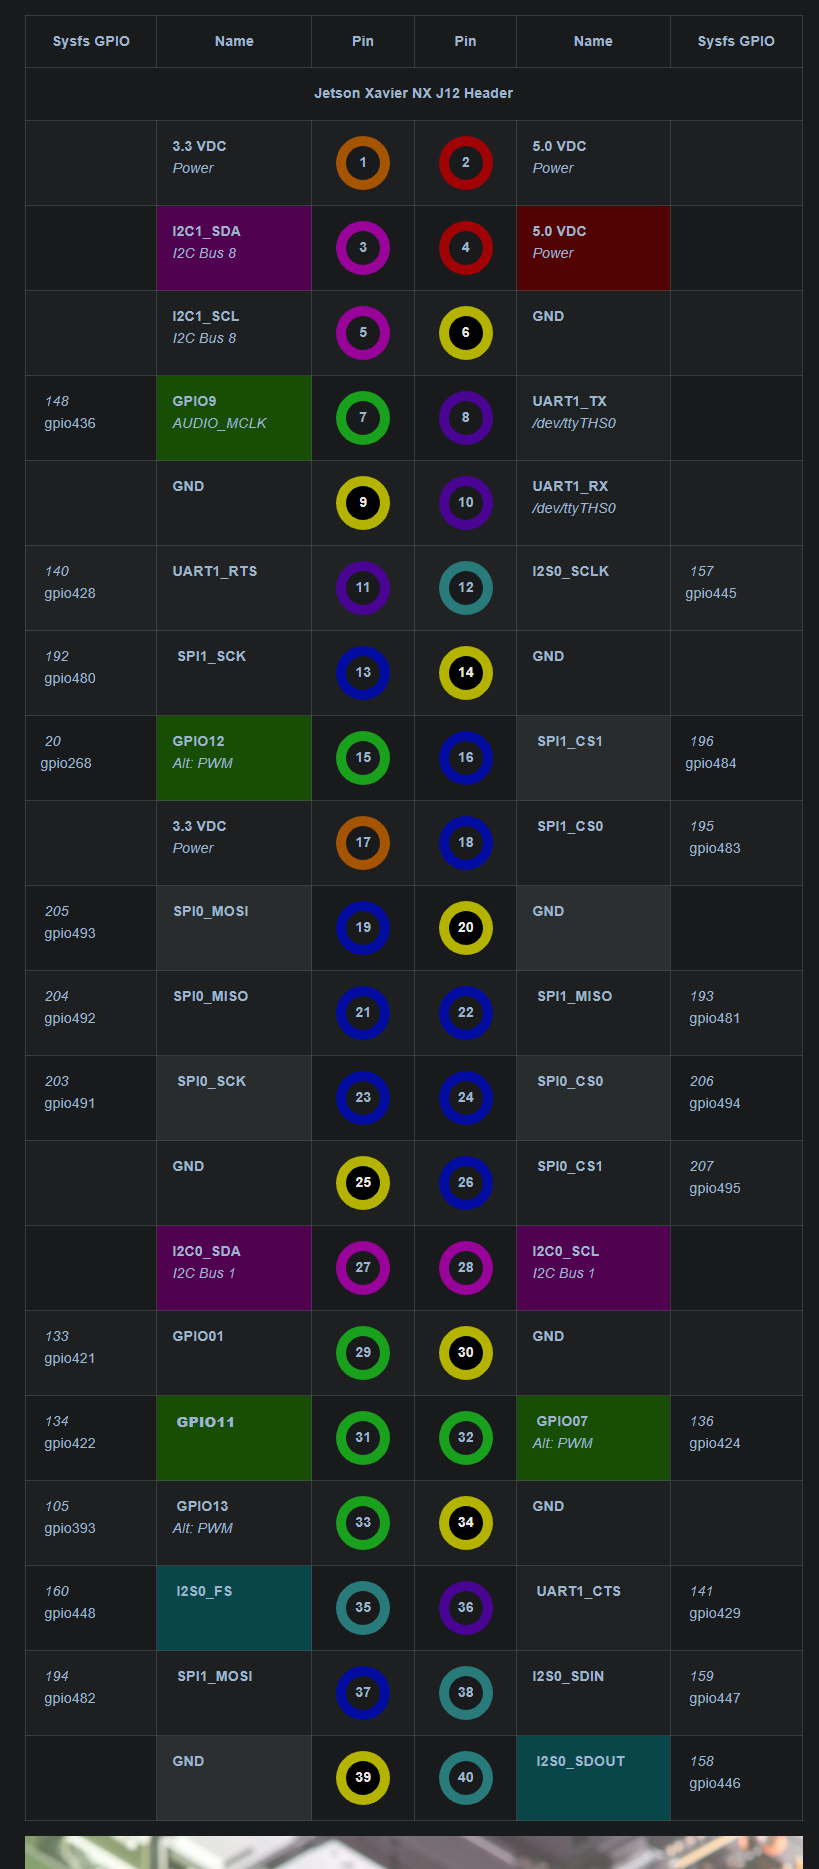 Sysfs GPIO Name Pin Pin Name Sysfs GPIO
Jetson Xavier NX J12 Header
3.3 VDC 1 2 5.0 VDC
Power Power
I2C1_SDA 3 4 5.0 VDC
I2C Bus 8 Power
I2C1_SCL 5 6 GND
I2C Bus 8
148 GPIO9 7 8 UART1_TX
gpio436 AUDIO_MCLK /dev/ttyTHS0
GND 9 10 UART1_RX
/dev/ttyTHS0
140 UART1_RTS 11 12 I2S0_SCLK 157
gpio428 gpio445
192 SPI1_SCK 13 14 GND
gpio480
20 GPIO12 15 16 SPI1_CS1 196
gpio268 Alt: PWM gpio484
3.3 VDC 17 18 SPI1_CS0 195
Power gpio483
205 SPI0_MOSI 19 20 GND
gpio493
204 SPI0_MISO 21 22 SPI1_MISO 193
gpio492 gpio481
203 SPI0_SCK 23 24 SPI0_CS0 206
gpio491 gpio494
GND 25 26 SPI0_CS1 207
gpio495
I2C0_SDA 27 28 I2C0_SCL
I2C Bus 1 I2C Bus 1
133 GPIO01 29 30 GND
gpio421
134 GPIO11 31 32 GPIO07 136
gpio422 Alt: PWM gpio424
105 GPIO13 33 34 GND
gpio393 Alt: PWM
160 I2S0_FS 35 36 UART1_CTS 141
gpio448 gpio429
194 SPI1_MOSI 37 38 I2S0_SDIN 159
gpio482 gpio447
GND 39 40 I2S0_SDOUT 158
gpio446